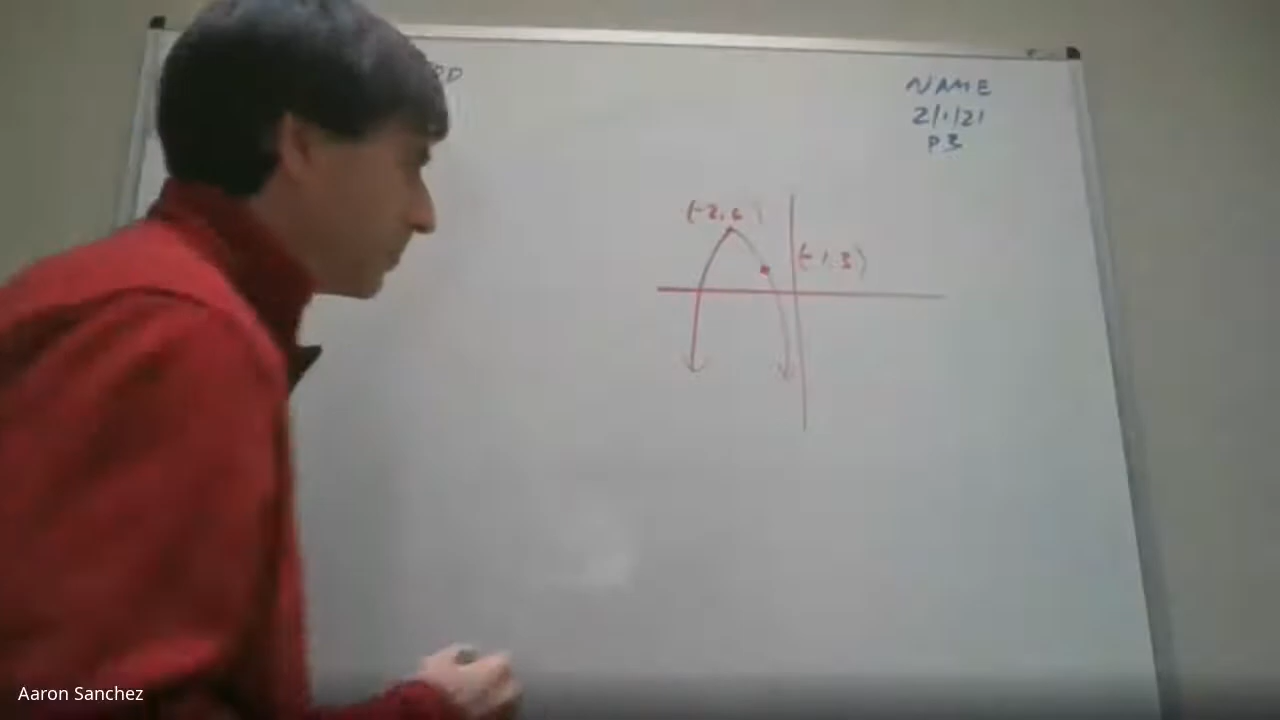 NAME
2/1/21
P3
(-2,6)
(-1,3)
Aaron Sanchez